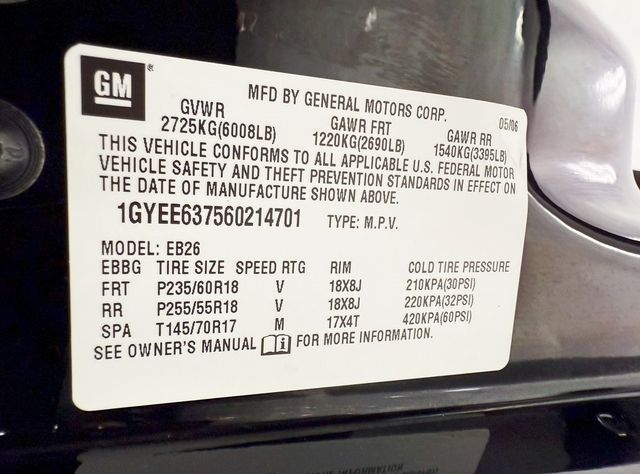 GM
MFD BY GENERAL MOTORS CORP. 05/06
GVWR GAWR FRT GAWR RR
2725KG(6008LB) 1220KG(2690LB) 1540KG(3395LB)
THIS VEHICLE CONFORMS TO ALL APPLICABLE U.S. FEDERAL MOTOR
VEHICLE SAFETY AND THEFT PREVENTION STANDARDS IN EFFECT ON
THE DATE OF MANUFACTURE SHOWN ABOVE.
1GYEE637560214701 TYPE: M.P.V.
MODEL: EB26
EBBG TIRE SIZE SPEED RTG RIM COLD TIRE PRESSURE
FRT P235/60R18 V 18X8J 210KPA(30PSI)
RR P255/55R18 V 18X8J 220KPA(32PSI)
SPA T145/70R17 M 17X4T 420KPA(60PSI)
SEE OWNER'S MANUAL i FOR MORE INFORMATION.